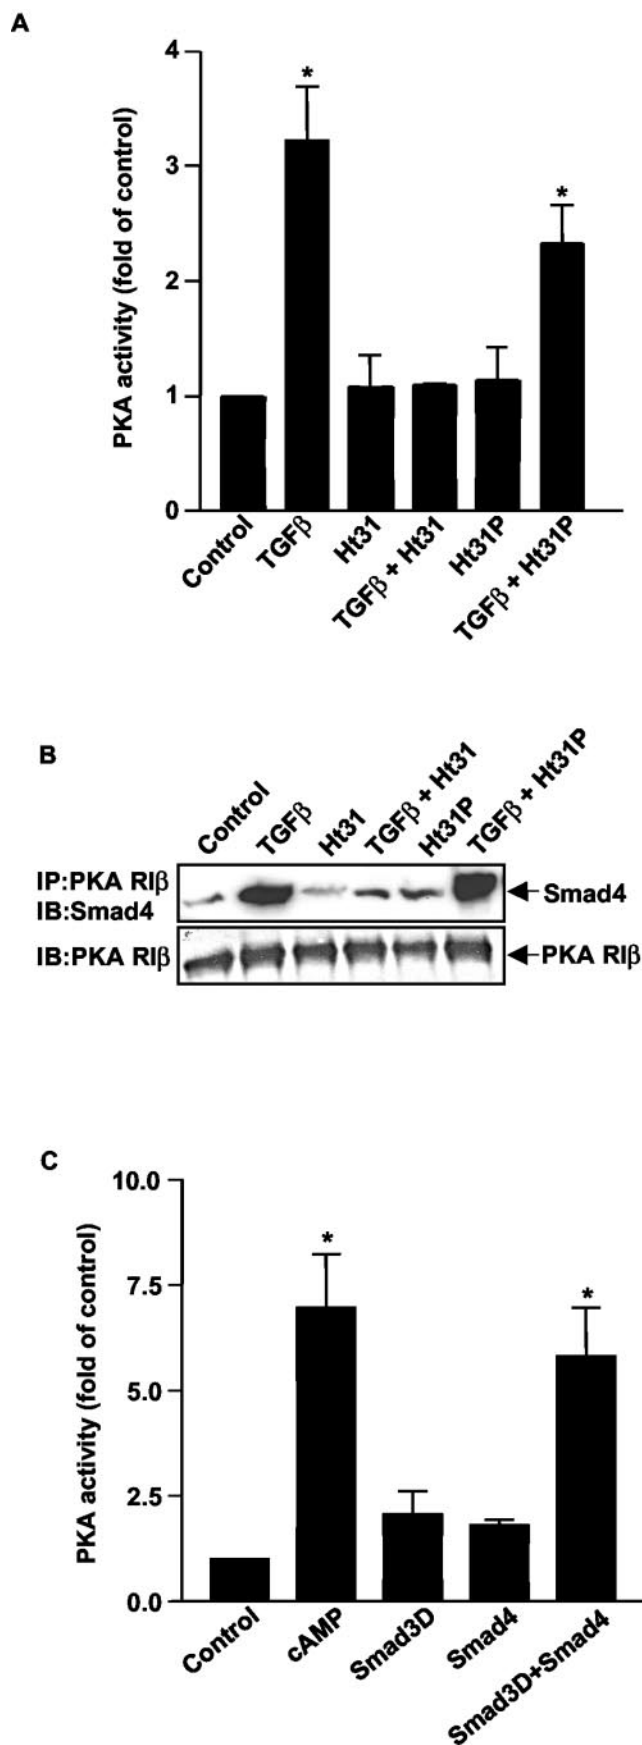 A
PKA activity (fold of control)
4
3
2
1
0
*
*
Control
TGFβ
Ht31
TGFβ + Ht31
Ht31P
TGFβ + Ht31P
B
Control
TGFβ
Ht31
TGFβ + Ht31
Ht31P
TGFβ + Ht31P
IP:PKA RIβ
IB:Smad4
Smad4
IB:PKA RIβ
PKA RIβ
C
PKA activity (fold of control)
10.0
7.5
5.0
2.5
0.0
*
*
Control
cAMP
Smad3D
Smad4
Smad3D+Smad4